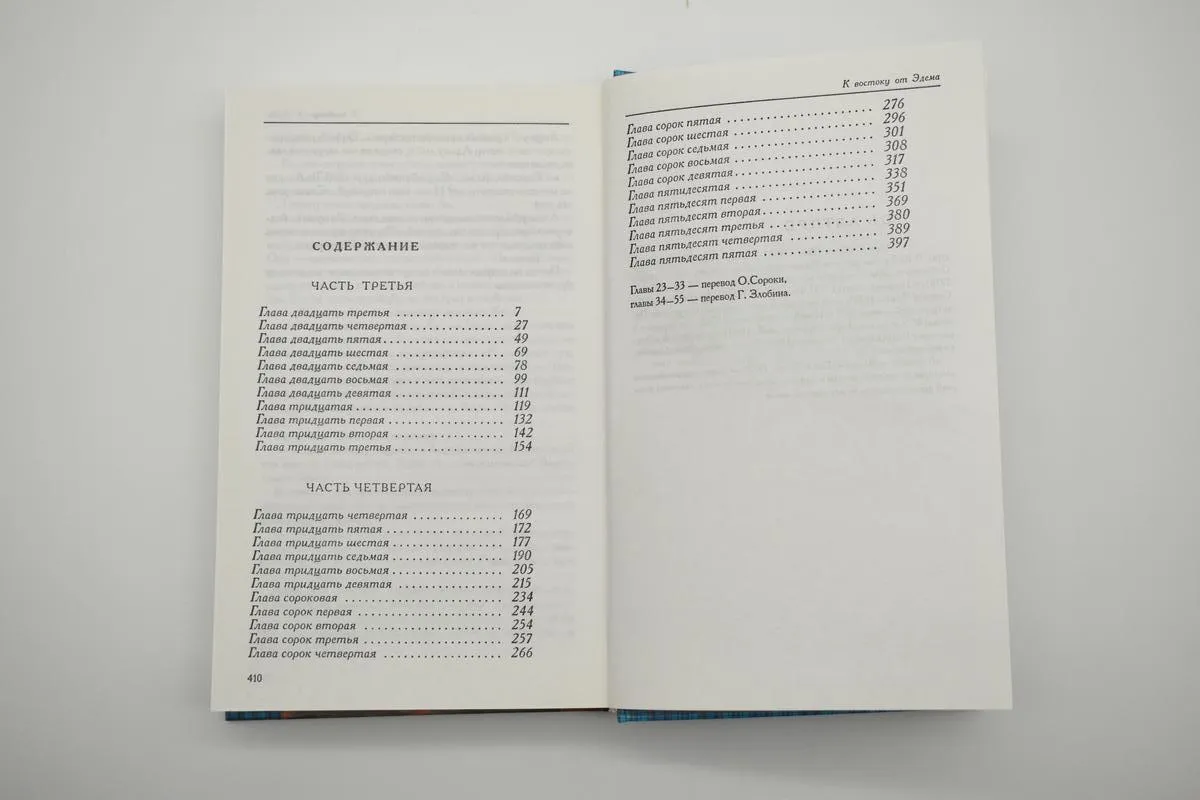 СОДЕРЖАНИЕ
ЧАСТЬ ТРЕТЬЯ
Глава двадцать третья . . . . . . . . . . . . . . . . . 7
Глава двадцать четвертая . . . . . . . . . . . . . . . 27
Глава двадцать пятая . . . . . . . . . . . . . . . . . . 49
Глава двадцать шестая . . . . . . . . . . . . . . . . . 69
Глава двадцать седьмая . . . . . . . . . . . . . . . . . 78
Глава двадцать восьмая . . . . . . . . . . . . . . . . . 99
Глава двадцать девятая . . . . . . . . . . . . . . . . . 111
Глава тридцатая . . . . . . . . . . . . . . . . . . . . . . 119
Глава тридцать первая . . . . . . . . . . . . . . . . . 132
Глава тридцать вторая . . . . . . . . . . . . . . . . . 142
Глава тридцать третья . . . . . . . . . . . . . . . . . 154
ЧАСТЬ ЧЕТВЕРТАЯ
Глава тридцать четвертая . . . . . . . . . . . . . . 169
Глава тридцать пятая . . . . . . . . . . . . . . . . . . 172
Глава тридцать шестая . . . . . . . . . . . . . . . . . 177
Глава тридцать седьмая . . . . . . . . . . . . . . . . . 190
Глава тридцать восьмая . . . . . . . . . . . . . . . . . 205
Глава тридцать девятая . . . . . . . . . . . . . . . . 215
Глава сороковая . . . . . . . . . . . . . . . . . . . . . . . 234
Глава сорок первая . . . . . . . . . . . . . . . . . . . . . 244
Глава сорок вторая . . . . . . . . . . . . . . . . . . . . 254
Глава сорок третья . . . . . . . . . . . . . . . . . . . . . 257
Глава сорок четвертая . . . . . . . . . . . . . . . . . . 266
410
К востоку от Эдема
Глава сорок пятая . . . . . . . . . . . . . . . . . . . . . . 276
Глава сорок шестая . . . . . . . . . . . . . . . . . . . . . 296
Глава сорок седьмая . . . . . . . . . . . . . . . . . . . . . 301
Глава сорок восьмая . . . . . . . . . . . . . . . . . . . . . 308
Глава сорок девятая . . . . . . . . . . . . . . . . . . . . . 317
Глава пятидесятая . . . . . . . . . . . . . . . . . . . . . 338
Глава пятьдесят первая . . . . . . . . . . . . . . . . . . 351
Глава пятьдесят вторая . . . . . . . . . . . . . . . . . . 369
Глава пятьдесят третья . . . . . . . . . . . . . . . . . 380
Глава пятьдесят четвертая . . . . . . . . . . . . . . 389
Глава пятьдесят пятая . . . . . . . . . . . . . . . . . . 397
Главы 23—33 — перевод О.Сороки,
главы 34—55 — перевод Г. Злобина.